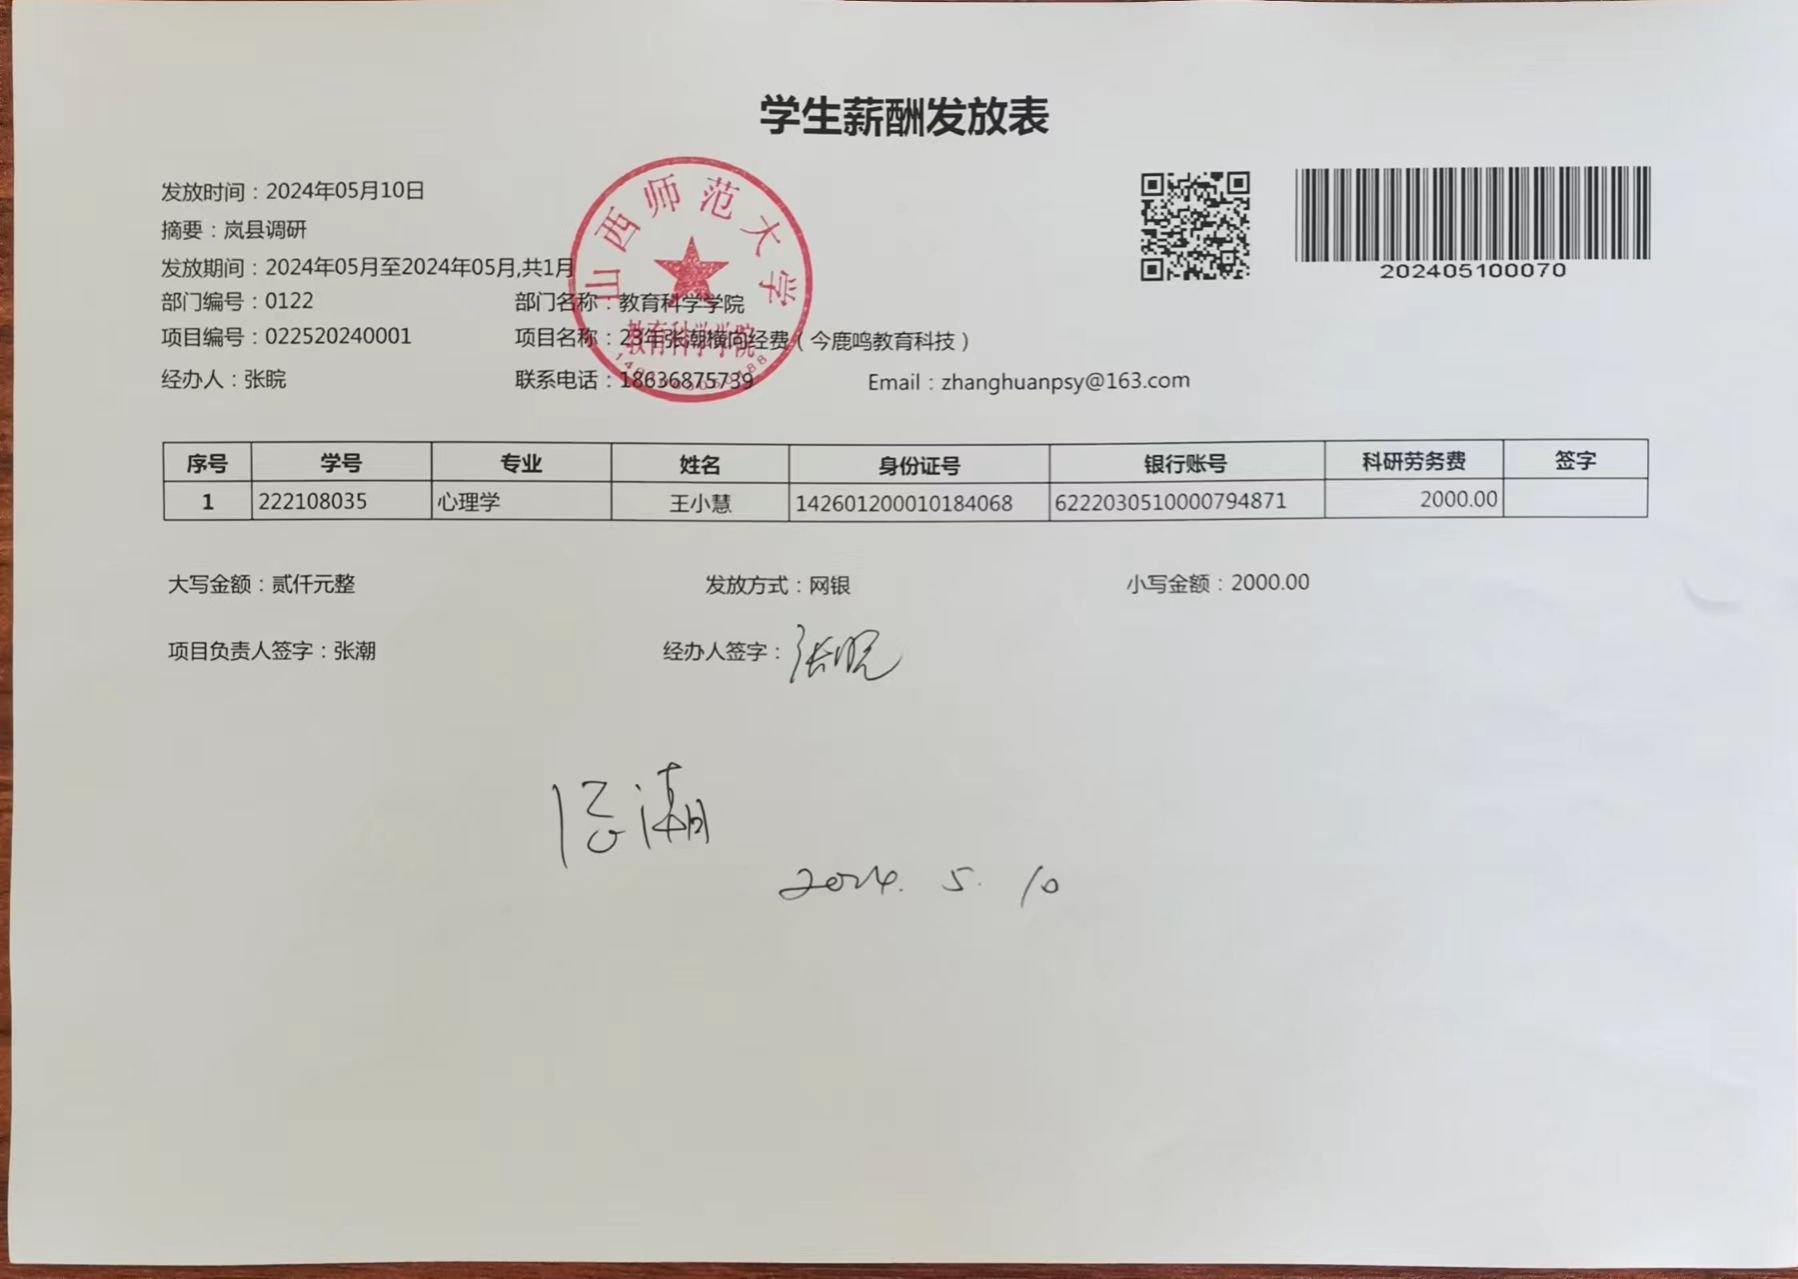 学生薪酬发放表
发放时间：2024年05月10日
摘要：岚县调研
发放期间：2024年05月至2024年05月,共1月
202405100070
部门编号：0122 部门名称：教育科学学院
项目编号：022520240001 项目名称：23年张潮横向经费（今鹿鸣教育科技）
经办人：张睆 联系电话：18636875739 Email：zhanghuanpsy@163.com
山西师范大学
教育科学学院
序号 学号 专业 姓名 身份证号 银行账号 科研劳务费 签字
1 222108035 心理学 王小慧 142601200010184068 6222030510000794871 2000.00
大写金额：贰仟元整 发放方式：网银 小写金额：2000.00
项目负责人签字：张潮 经办人签字：张睆
张潮
2024. 5. 10